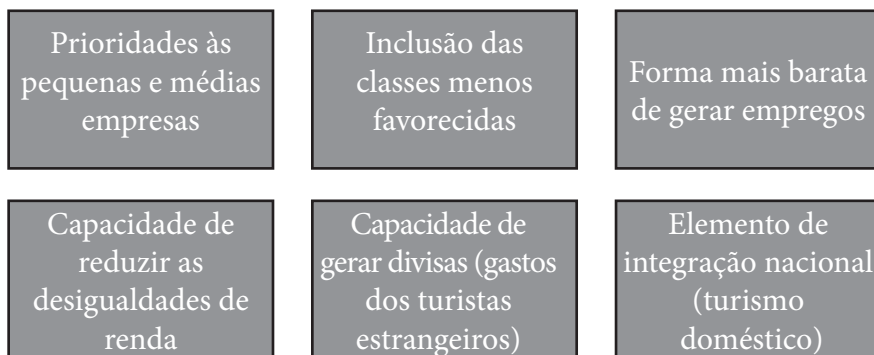 Prioridades às
pequenas e médias
empresas
Inclusão das
classes menos
favorecidas
Forma mais barata
de gerar empregos
Capacidade de
reduzir as
desigualdades de
renda
Capacidade de
gerar divisas (gastos
dos turistas
estrangeiros)
Elemento de
integração nacional
(turismo
doméstico)